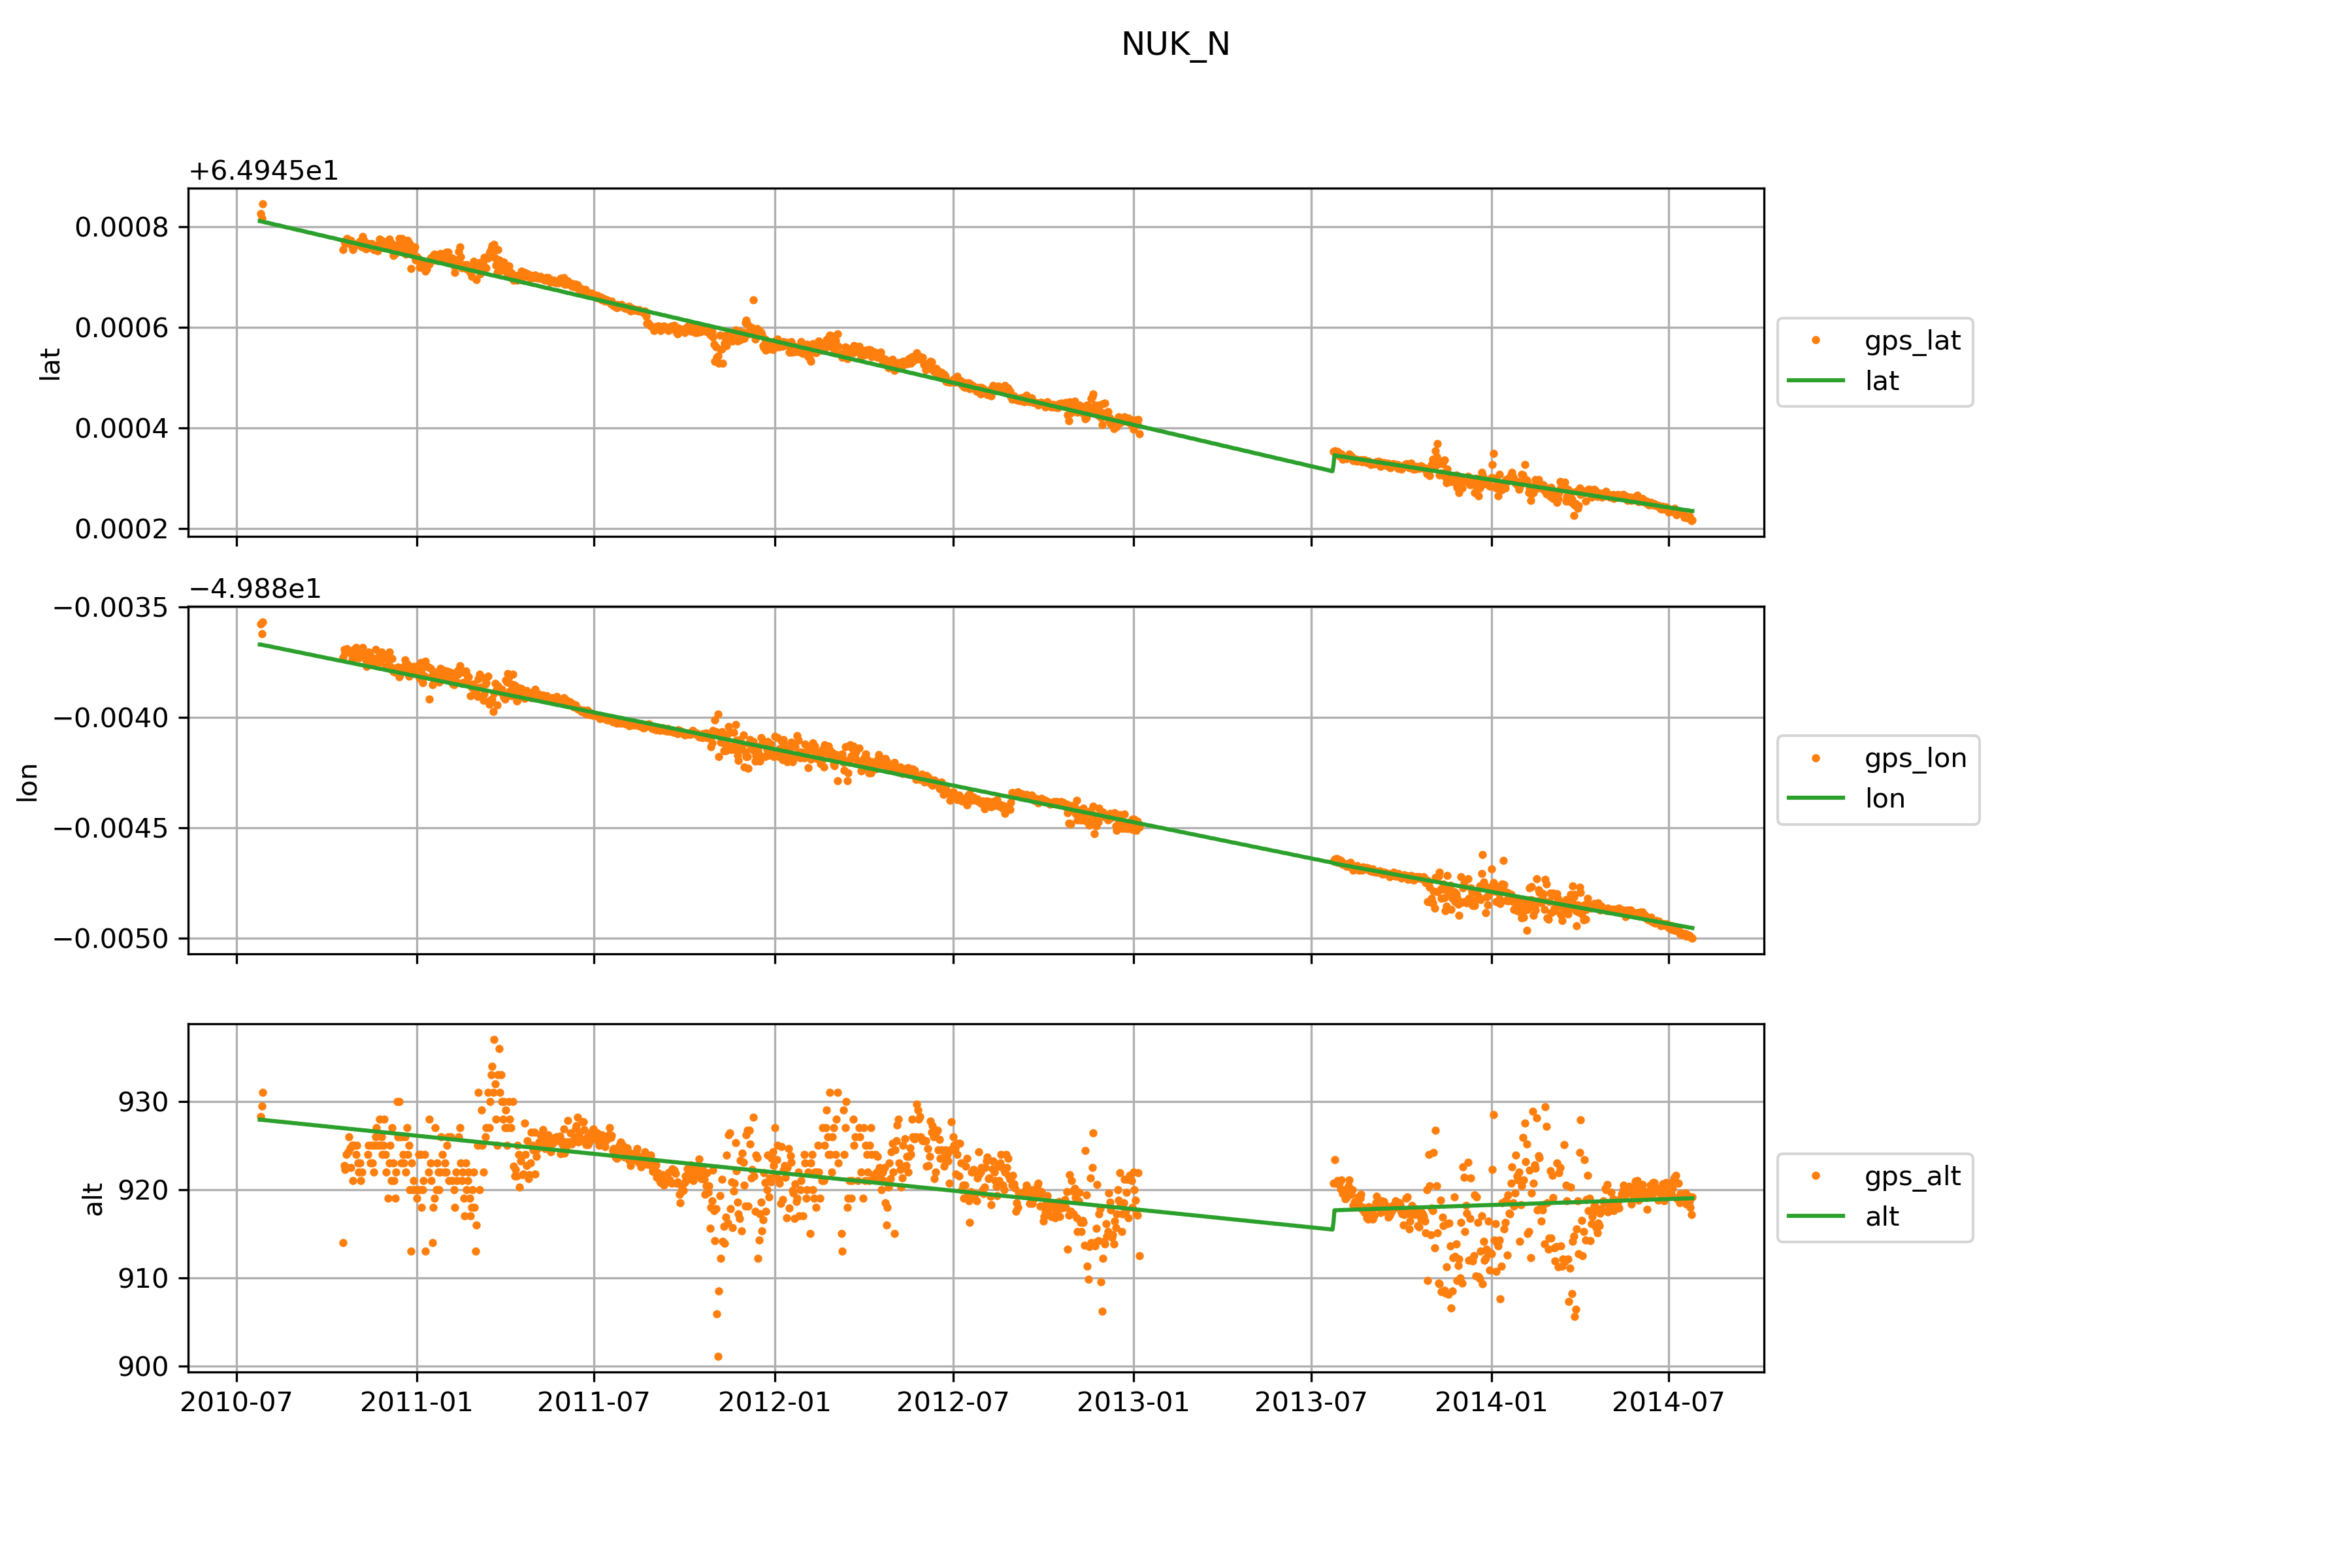 NUK_N
+6.4945e1
0.0008
0.0006
0.0004
0.0002
lat
gps_lat
lat
−4.988e1
−0.0035
−0.0040
−0.0045
−0.0050
lon
gps_lon
lon
930
920
910
900
alt
gps_alt
alt
2010-07 2011-01 2011-07 2012-01 2012-07 2013-01 2013-07 2014-01 2014-07